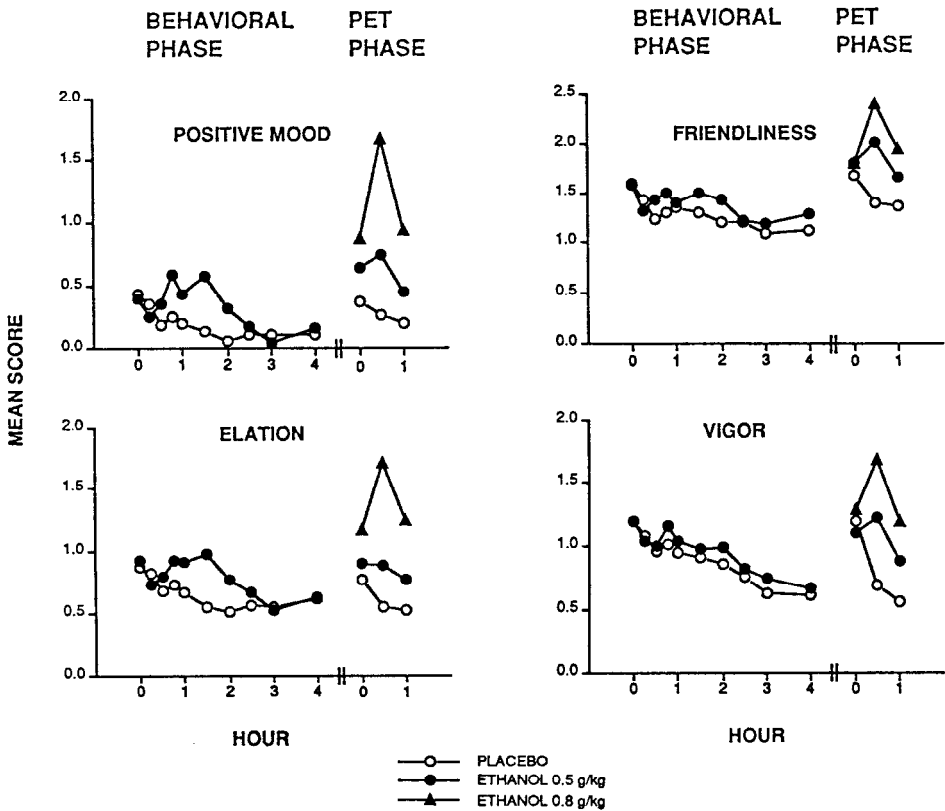 BEHAVIORAL PHASE
PET PHASE
BEHAVIORAL PHASE
PET PHASE
MEAN SCORE
POSITIVE MOOD
2.0
1.5
1.0
0.5
0.0
0 1 2 3 4 0 1
FRIENDLINESS
2.5
2.0
1.5
1.0
0.5
0.0
0 1 2 3 4 0 1
ELATION
2.0
1.5
1.0
0.5
0.0
0 1 2 3 4 0 1
HOUR
VIGOR
2.0
1.5
1.0
0.5
0.0
0 1 2 3 4 0 1
HOUR
PLACEBO
ETHANOL 0.5 g/kg
ETHANOL 0.8 g/kg